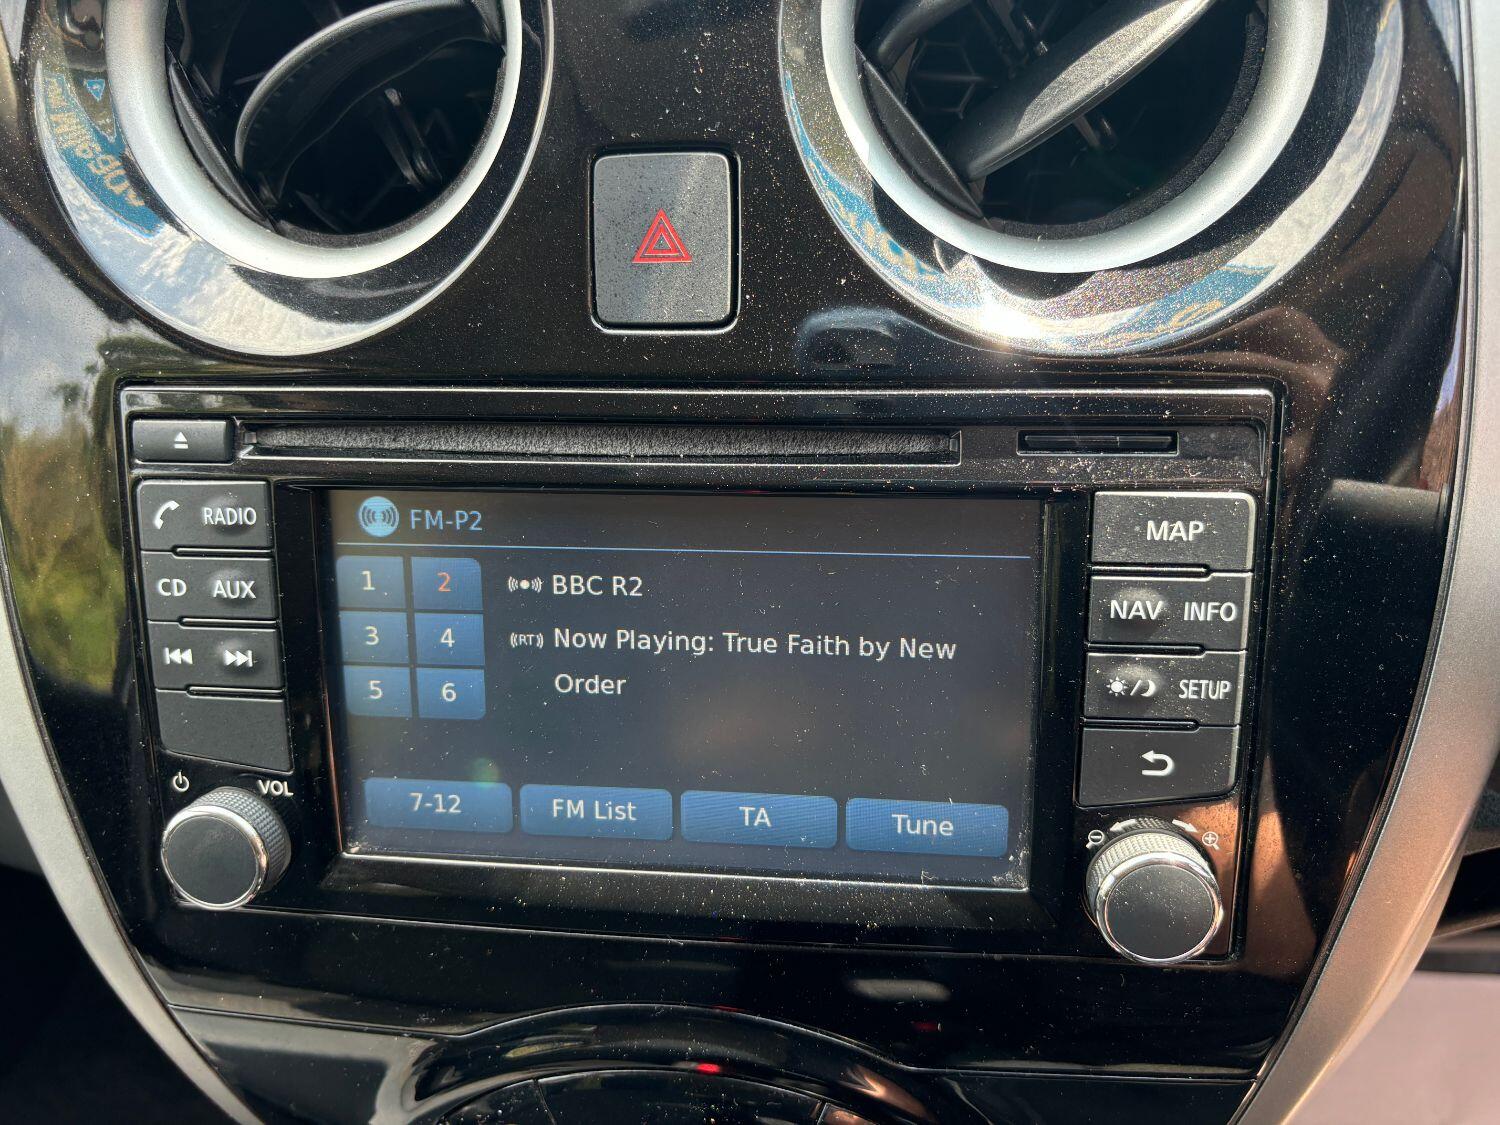 RADIO
CD AUX
VOL
FM-P2
1 2
3 4
5 6
BBC R2
(RT) Now Playing: True Faith by New
Order
7-12 FM List TA Tune
MAP
NAV INFO
SETUP